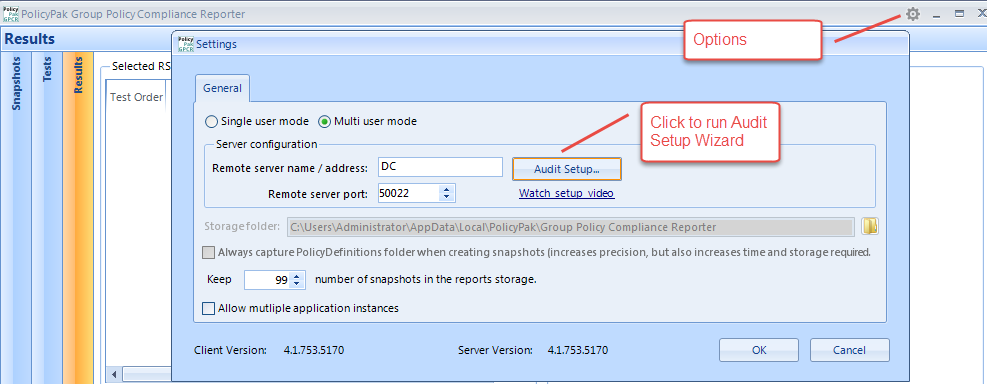 PolicyPak Group Policy Compliance Reporter
Results
Options
Policy
Pak
GPCR
Settings
Snapshots
Tests
Results
Selected RS
Test Order
General
Single user mode
Multi user mode
Click to run Audit
Setup Wizard
Server configuration
Remote server name / address:
DC
Audit Setup...
Remote server port:
50022
Watch setup video
Storage folder:
C:\Users\Administrator\AppData\Local\PolicyPak\Group Policy Compliance Reporter
Always capture PolicyDefinitions folder when creating snapshots (increases precision, but also increases time and storage required.
Keep
99
number of snapshots in the reports storage.
Allow mutliple application instances
Client Version:
4.1.753.5170
Server Version:
4.1.753.5170
OK
Cancel